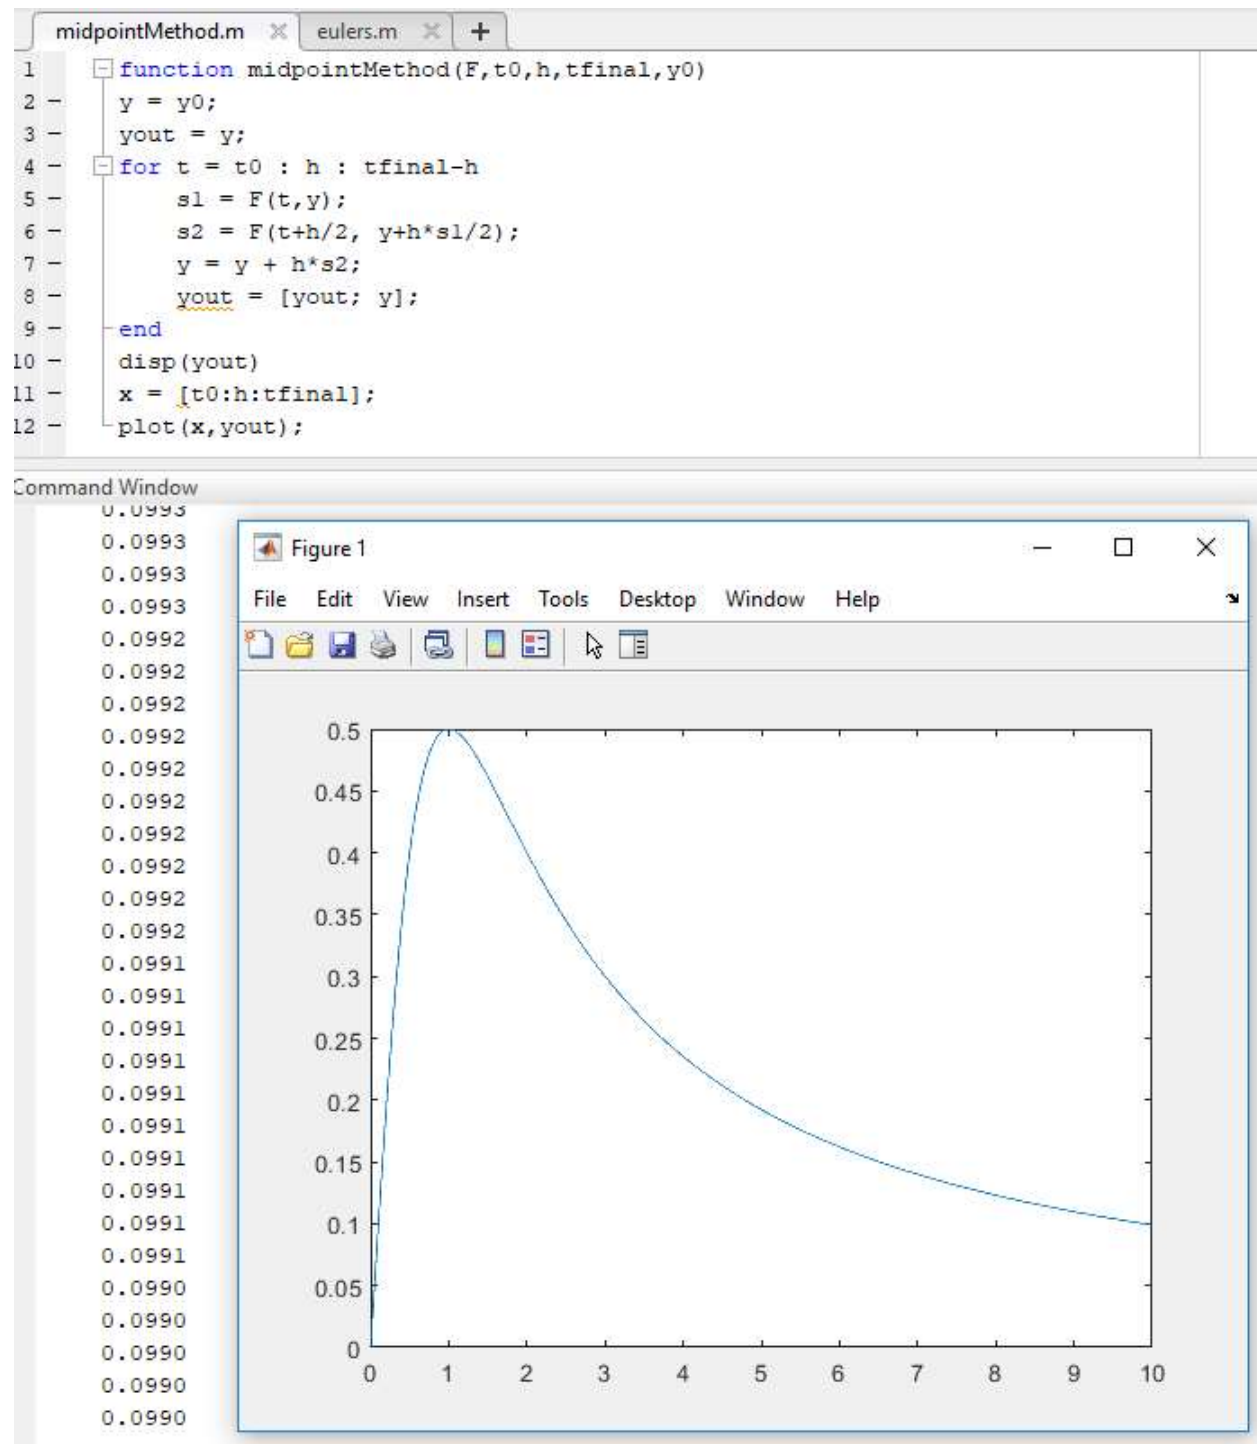 midpointMethod.m eulers.m +
1 function midpointMethod(F,t0,h,tfinal,y0)
2 – y = y0;
3 – yout = y;
4 – for t = t0 : h : tfinal-h
5 – s1 = F(t,y);
6 – s2 = F(t+h/2, y+h*s1/2);
7 – y = y + h*s2;
8 – yout = [yout; y];
9 – end
10 – disp(yout)
11 – x = [t0:h:tfinal];
12 – plot(x,yout);
Command Window
0.0993
0.0993
0.0993
0.0993
0.0992
0.0992
0.0992
0.0992
0.0992
0.0992
0.0992
0.0992
0.0992
0.0992
0.0991
0.0991
0.0991
0.0991
0.0991
0.0991
0.0991
0.0991
0.0991
0.0991
0.0990
0.0990
0.0990
0.0990
0.0990
Figure 1
File Edit View Insert Tools Desktop Window Help
0.5
0.45
0.4
0.35
0.3
0.25
0.2
0.15
0.1
0.05
0
0 1 2 3 4 5 6 7 8 9 10